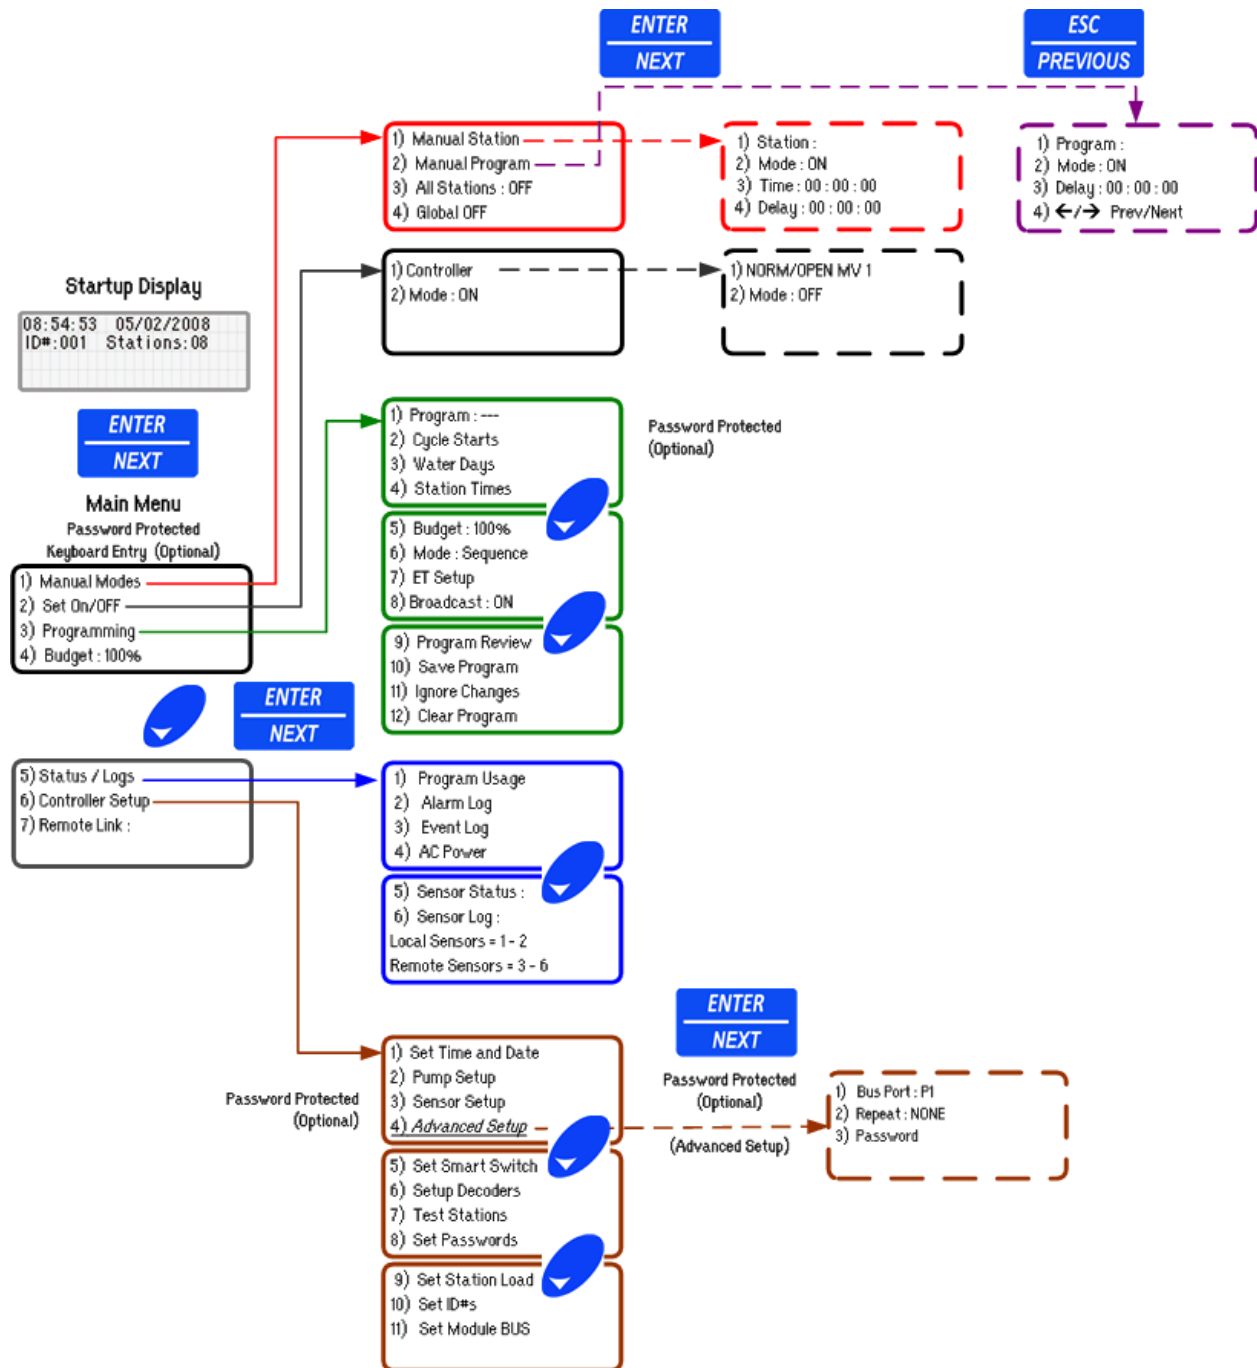 ENTER
NEXT
ESC
PREVIOUS
1) Manual Station
2) Manual Program
3) All Stations : OFF
4) Global OFF
1) Station :
2) Mode : ON
3) Time : 00 : 00 : 00
4) Delay : 00 : 00 : 00
1) Program :
2) Mode : ON
3) Delay : 00 : 00 : 00
4) ←/→ Prev/Next
1) Controller
2) Mode : ON
1) NORM/OPEN MV 1
2) Mode : OFF
Startup Display
08:54:53 05/02/2008
ID#:001 Stations:08
ENTER
NEXT
Main Menu
Password Protected
Keyboard Entry (Optional)
1) Manual Modes
2) Set On/OFF
3) Programming
4) Budget : 100%
1) Program : ---
2) Cycle Starts
3) Water Days
4) Station Times
Password Protected
(Optional)
5) Budget : 100%
6) Mode : Sequence
7) ET Setup
8) Broadcast : ON
9) Program Review
10) Save Program
11) Ignore Changes
12) Clear Program
ENTER
NEXT
5) Status / Logs
6) Controller Setup
7) Remote Link :
1) Program Usage
2) Alarm Log
3) Event Log
4) AC Power
5) Sensor Status :
6) Sensor Log :
Local Sensors = 1 - 2
Remote Sensors = 3 - 6
ENTER
NEXT
Password Protected
(Optional)
1) Set Time and Date
2) Pump Setup
3) Sensor Setup
4) Advanced Setup
Password Protected
(Optional)
(Advanced Setup)
1) Bus Port : P1
2) Repeat : NONE
3) Password
5) Set Smart Switch
6) Setup Decoders
7) Test Stations
8) Set Passwords
9) Set Station Load
10) Set ID#s
11) Set Module BUS